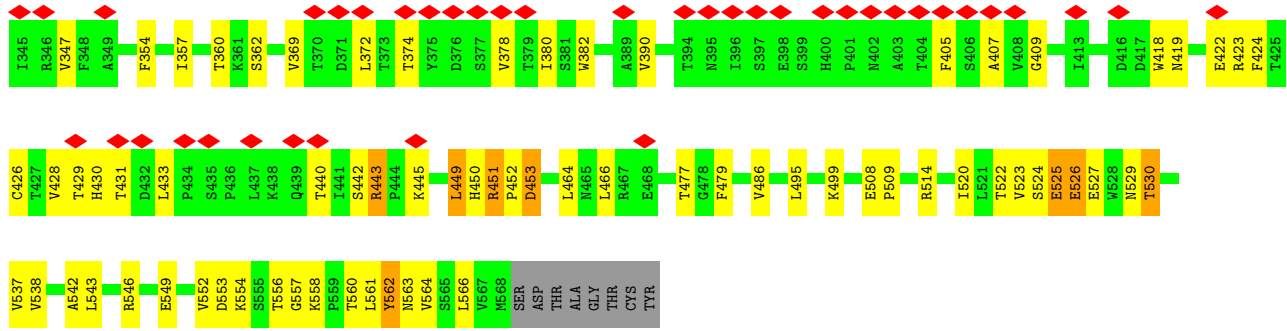 I345 R346 V347 F348 A349 F354 I357 T360 K361 S362 V369 T370 D371 L372 T373 T374 Y375 D376 S377 V378 T379 I380 S381 W382 A389 V390 T394 N395 I396 S397 E398 S399 H400 P401 N402 A403 T404 F405 S406 A407 V408 G409 I413 D416 D417 W418 N419 E422 R423 F424 T425
C426 T427 V428 T429 H430 T431 D432 L433 P434 S435 P436 L437 K438 Q439 T440 I441 S442 R443 P444 K445 L449 H450 R451 P452 D453 L464 N465 L466 R467 E468 T477 G478 F479 V486 L495 K499 E508 P509 R514 I520 L521 T522 V523 S524 E525 E526 E527 W528 N529 T530
V537 V538 A542 L543 R546 E549 V552 D553 K554 S555 T556 G557 K558 P559 T560 L561 Y562 N563 V564 S565 L566 V567 M568 SER ASP THR ALA GLY THR CYS TYR